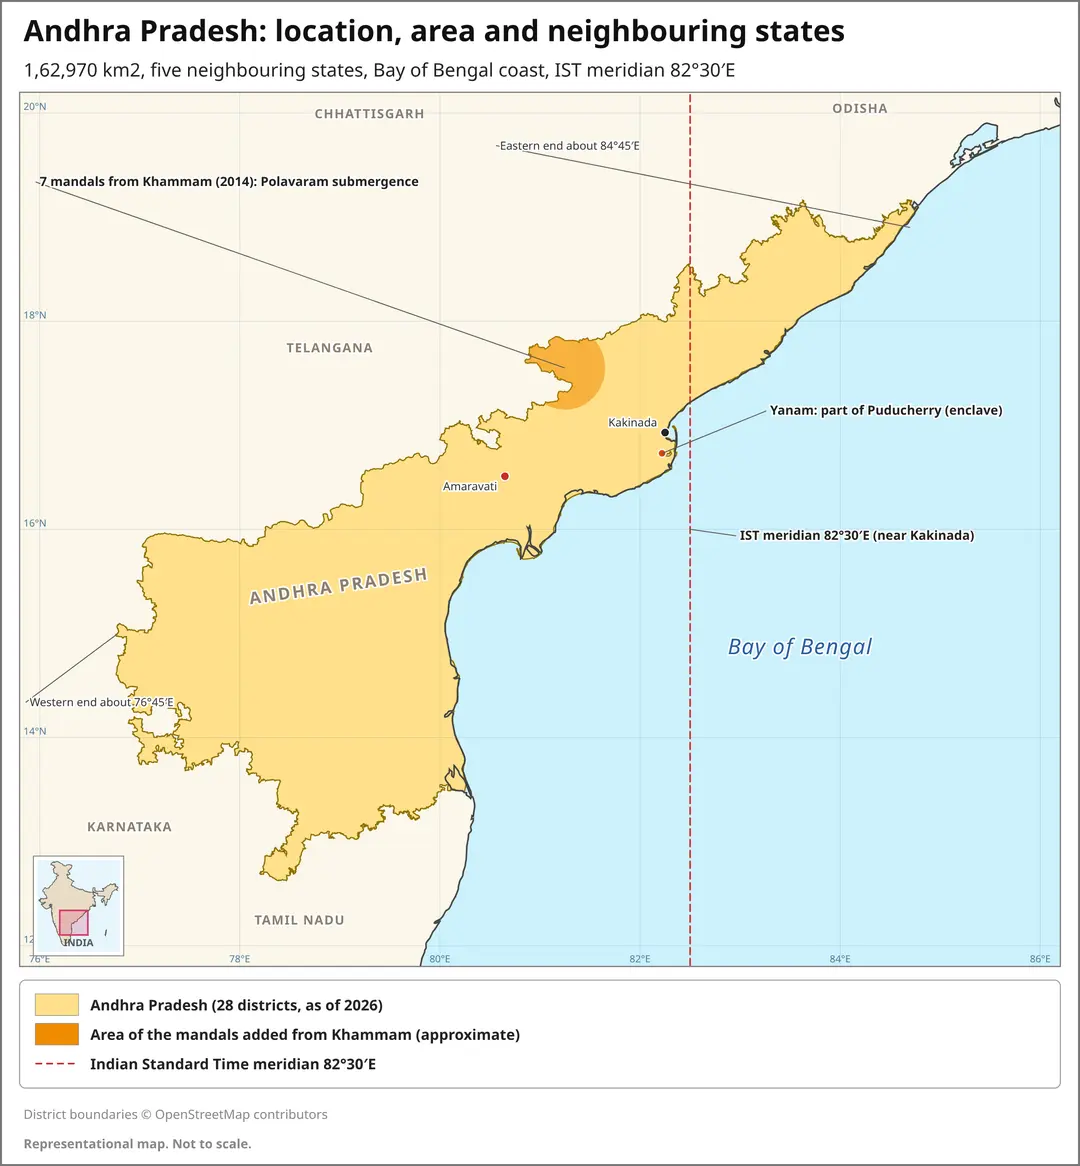 Andhra Pradesh: location, area and neighbouring states
1,62,970 km2, five neighbouring states, Bay of Bengal coast, IST meridian 82°30′E
20°N
CHHATTISGARH
ODISHA
Eastern end about 84°45′E
7 mandals from Khammam (2014): Polavaram submergence
18°N
TELANGANA
Yanam: part of Puducherry (enclave)
Kakinada
Amaravati
16°N
IST meridian 82°30′E (near Kakinada)
ANDHRA PRADESH
Bay of Bengal
Western end about 76°45′E
14°N
KARNATAKA
TAMIL NADU
INDIA
12
76°E
78°E
80°E
82°E
84°E
86°E
Andhra Pradesh (28 districts, as of 2026)
Area of the mandals added from Khammam (approximate)
Indian Standard Time meridian 82°30′E
District boundaries © OpenStreetMap contributors
Representational map. Not to scale.